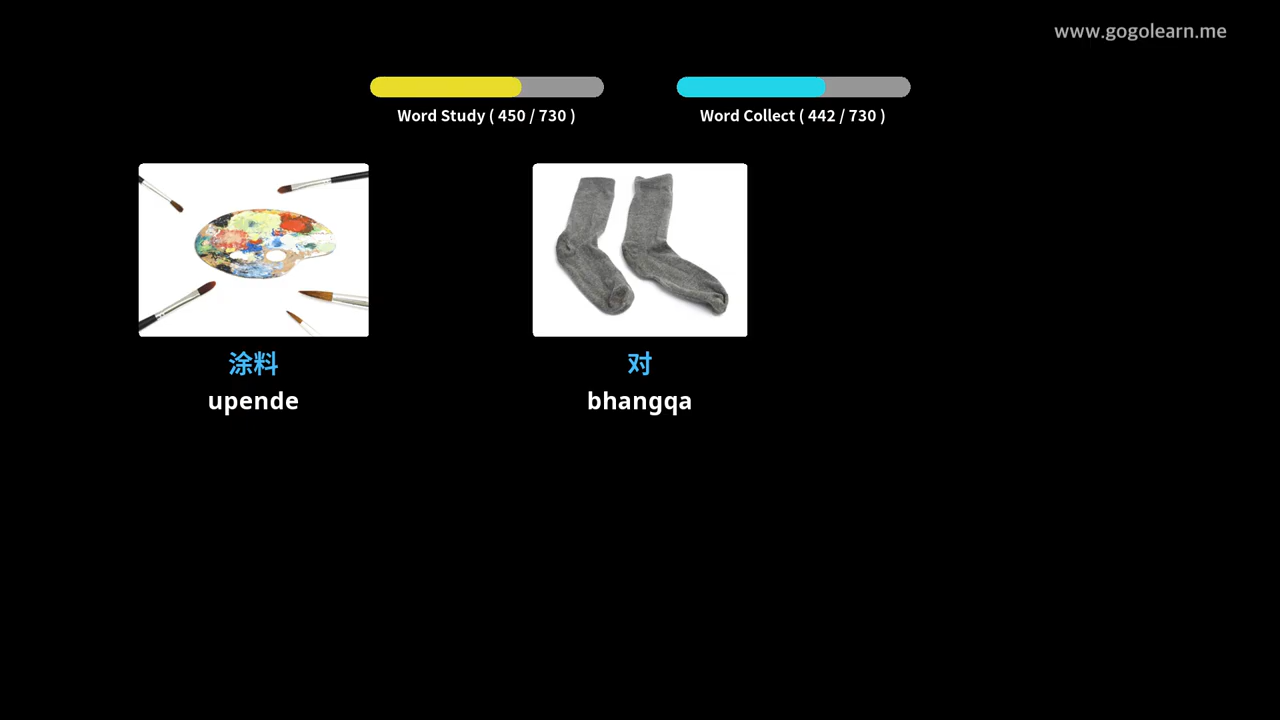 www.gogolearn.me
Word Study ( 450 / 730 )
Word Collect ( 442 / 730 )
涂料
upende
对
bhangqa